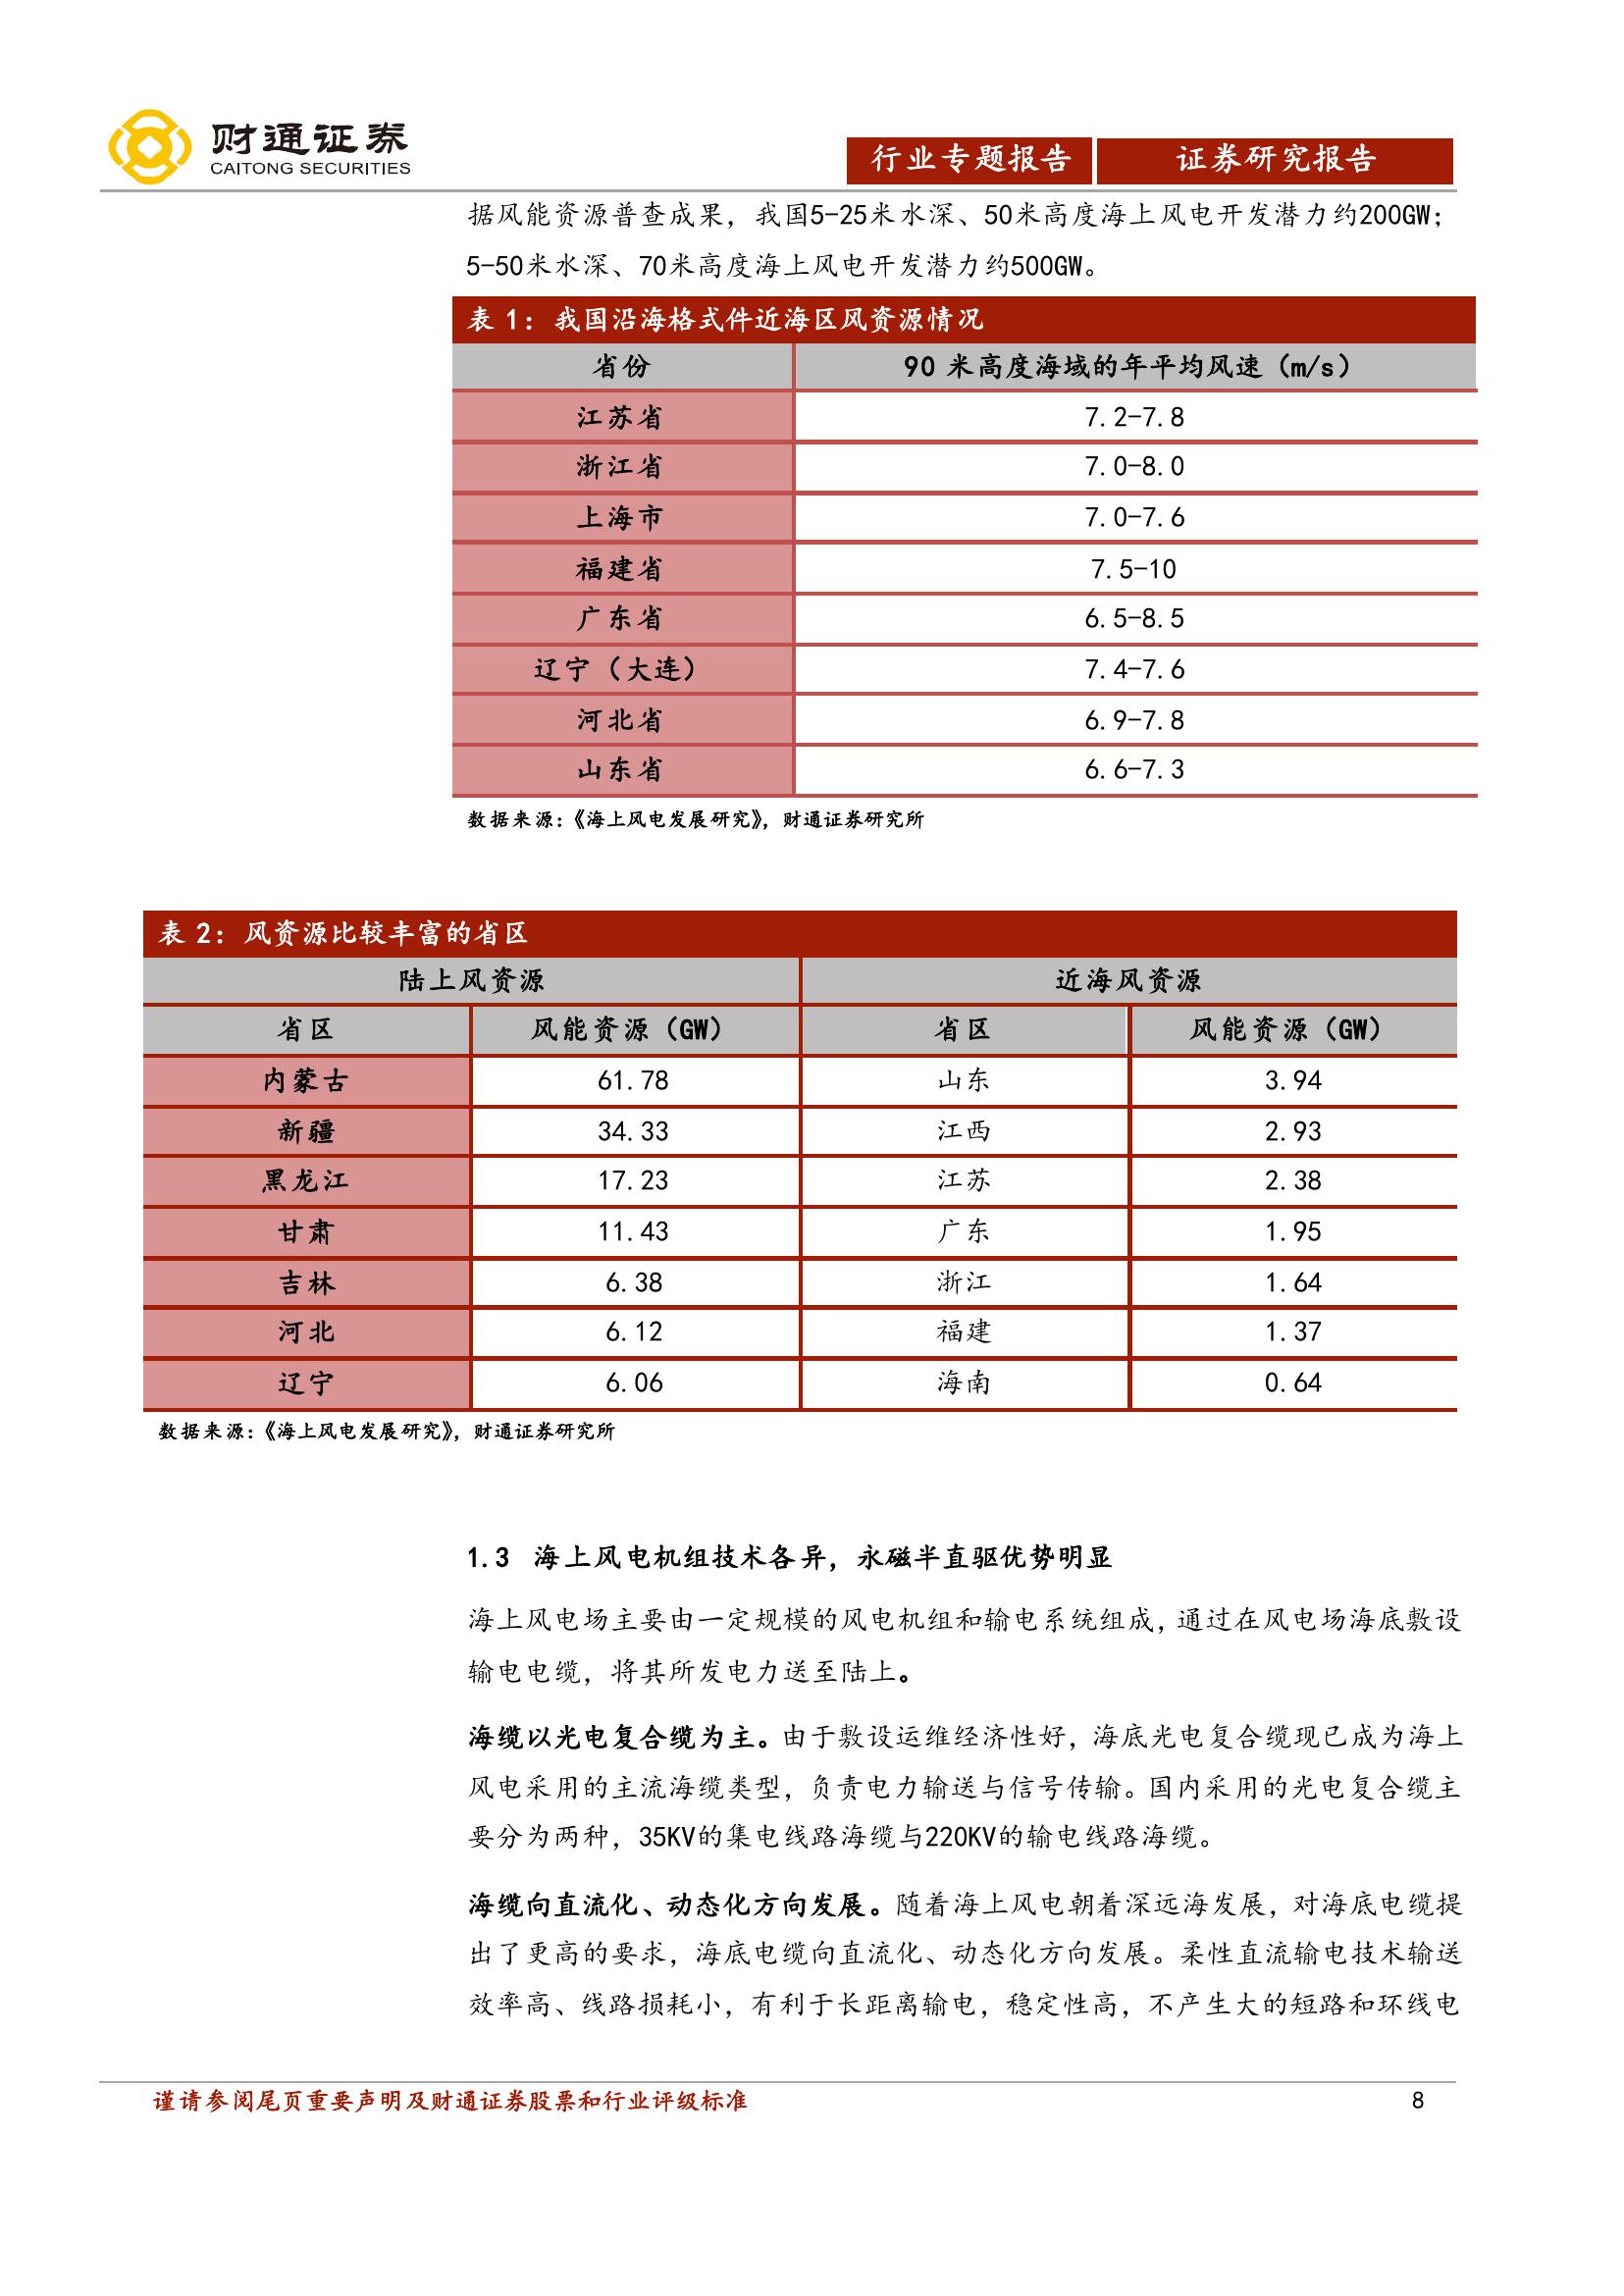 财通证券
CAITONG SECURITIES
行业专题报告 证券研究报告
据风能资源普查成果，我国5-25米水深、50米高度海上风电开发潜力约200GW；
5-50米水深、70米高度海上风电开发潜力约500GW。
表 1：我国沿海格式件近海区风资源情况
省份 90 米高度海域的年平均风速（m/s）
江苏省 7.2-7.8
浙江省 7.0-8.0
上海市 7.0-7.6
福建省 7.5-10
广东省 6.5-8.5
辽宁（大连） 7.4-7.6
河北省 6.9-7.8
山东省 6.6-7.3
数据来源：《海上风电发展研究》，财通证券研究所
表 2：风资源比较丰富的省区
陆上风资源 近海风资源
省区 风能资源（GW） 省区 风能资源（GW）
内蒙古 61.78 山东 3.94
新疆 34.33 江西 2.93
黑龙江 17.23 江苏 2.38
甘肃 11.43 广东 1.95
吉林 6.38 浙江 1.64
河北 6.12 福建 1.37
辽宁 6.06 海南 0.64
数据来源：《海上风电发展研究》，财通证券研究所
1.3 海上风电机组技术各异，永磁半直驱优势明显
海上风电场主要由一定规模的风电机组和输电系统组成，通过在风电场海底敷设
输电电缆，将其所发电力送至陆上。
海缆以光电复合缆为主。由于敷设运维经济性好，海底光电复合缆现已成为海上
风电采用的主流海缆类型，负责电力输送与信号传输。国内采用的光电复合缆主
要分为两种，35KV的集电线路海缆与220KV的输电线路海缆。
海缆向直流化、动态化方向发展。随着海上风电朝着深远海发展，对海底电缆提
出了更高的要求，海底电缆向直流化、动态化方向发展。柔性直流输电技术输送
效率高、线路损耗小，有利于长距离输电，稳定性高，不产生大的短路和环线电
谨请参阅尾页重要声明及财通证券股票和行业评级标准 8